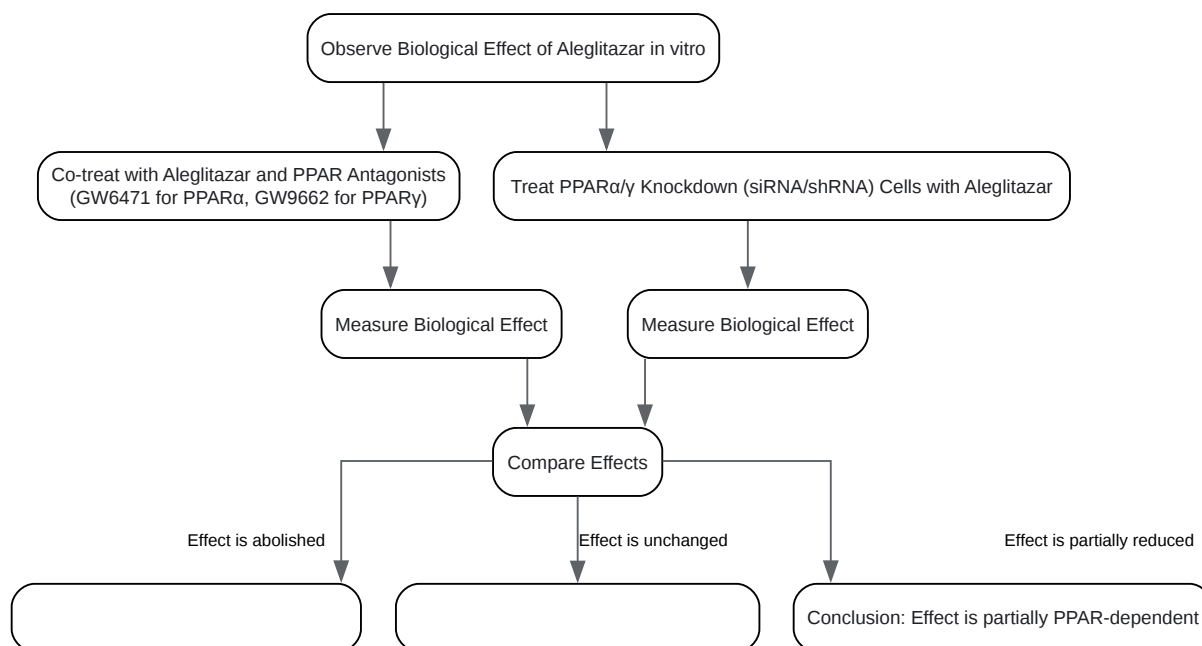 Observe Biological Effect of Aleglitazar in vitro
Co-treat with Aleglitazar and PPAR Antagonists
(GW6471 for PPARα, GW9662 for PPARγ)
Treat PPARα/γ Knockdown (siRNA/shRNA) Cells with Aleglitazar
Measure Biological Effect
Measure Biological Effect
Compare Effects
Effect is abolished
Effect is unchanged
Effect is partially reduced
Conclusion: Effect is partially PPAR-dependent